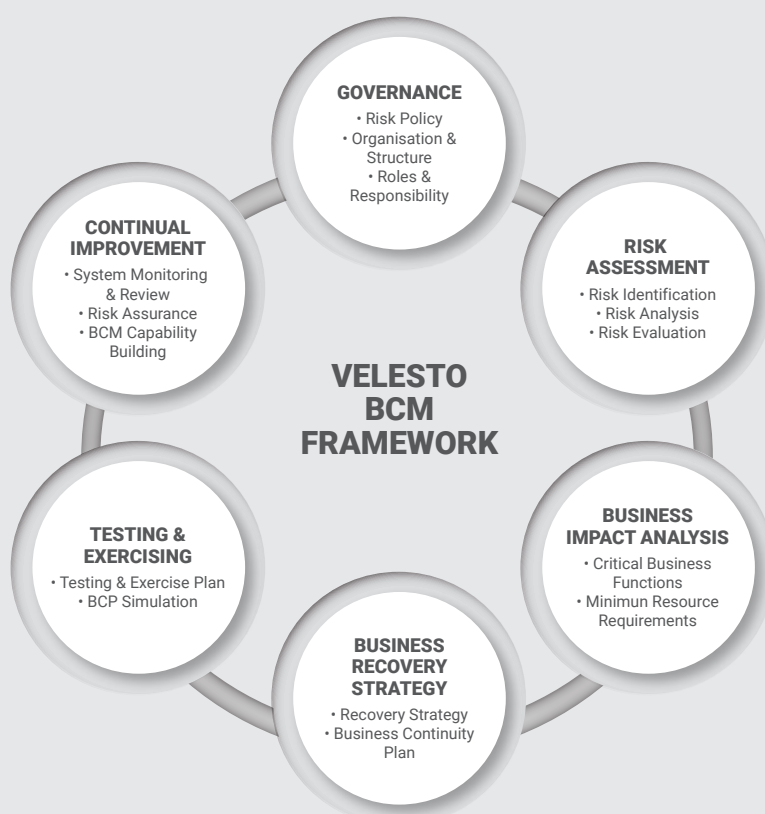 GOVERNANCE
• Risk Policy
• Organisation &
Structure
• Roles &
Responsibility
RISK
ASSESSMENT
• Risk Identification
• Risk Analysis
• Risk Evaluation
BUSINESS
IMPACT ANALYSIS
• Critical Business
Functions
• Minimun Resource
Requirements
BUSINESS
RECOVERY
STRATEGY
• Recovery Strategy
• Business Continuity
Plan
TESTING &
EXERCISING
• Testing & Exercise Plan
• BCP Simulation
CONTINUAL
IMPROVEMENT
• System Monitoring
& Review
• Risk Assurance
• BCM Capability
Building
VELESTO
BCM
FRAMEWORK